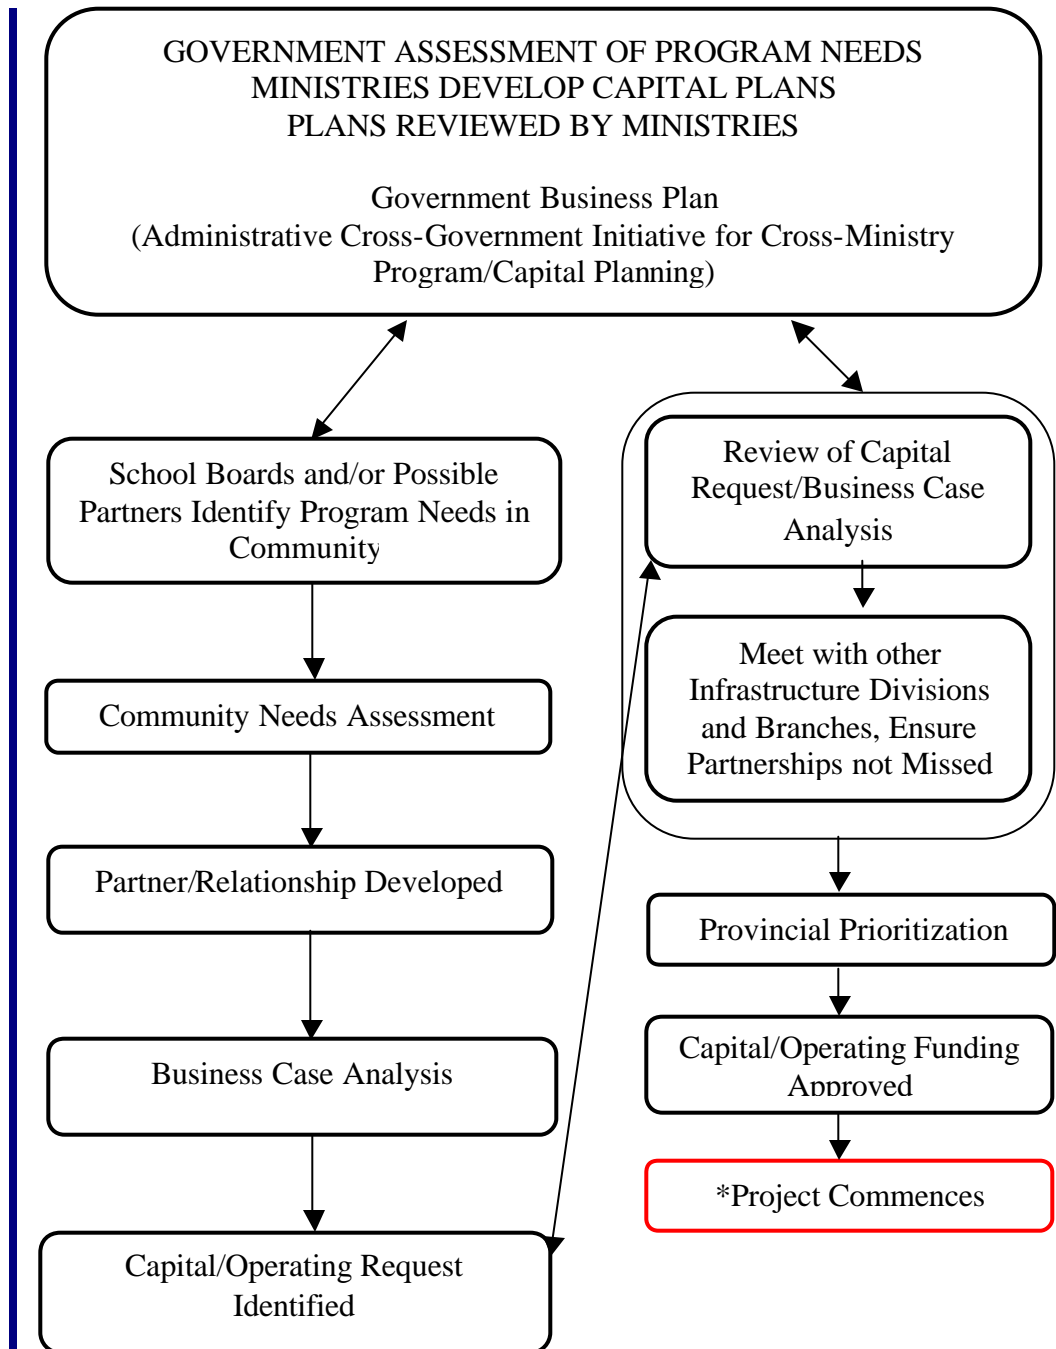 GOVERNMENT ASSESSMENT OF PROGRAM NEEDS
MINISTRIES DEVELOP CAPITAL PLANS
PLANS REVIEWED BY MINISTRIES
Government Business Plan
(Administrative Cross-Government Initiative for Cross-Ministry
Program/Capital Planning)
School Boards and/or Possible
Partners Identify Program Needs in
Community
Community Needs Assessment
Partner/Relationship Developed
Business Case Analysis
Capital/Operating Request
Identified
Review of Capital
Request/Business Case
Analysis
Meet with other
Infrastructure Divisions
and Branches, Ensure
Partnerships not Missed
Provincial Prioritization
Capital/Operating Funding
Approved
*Project Commences